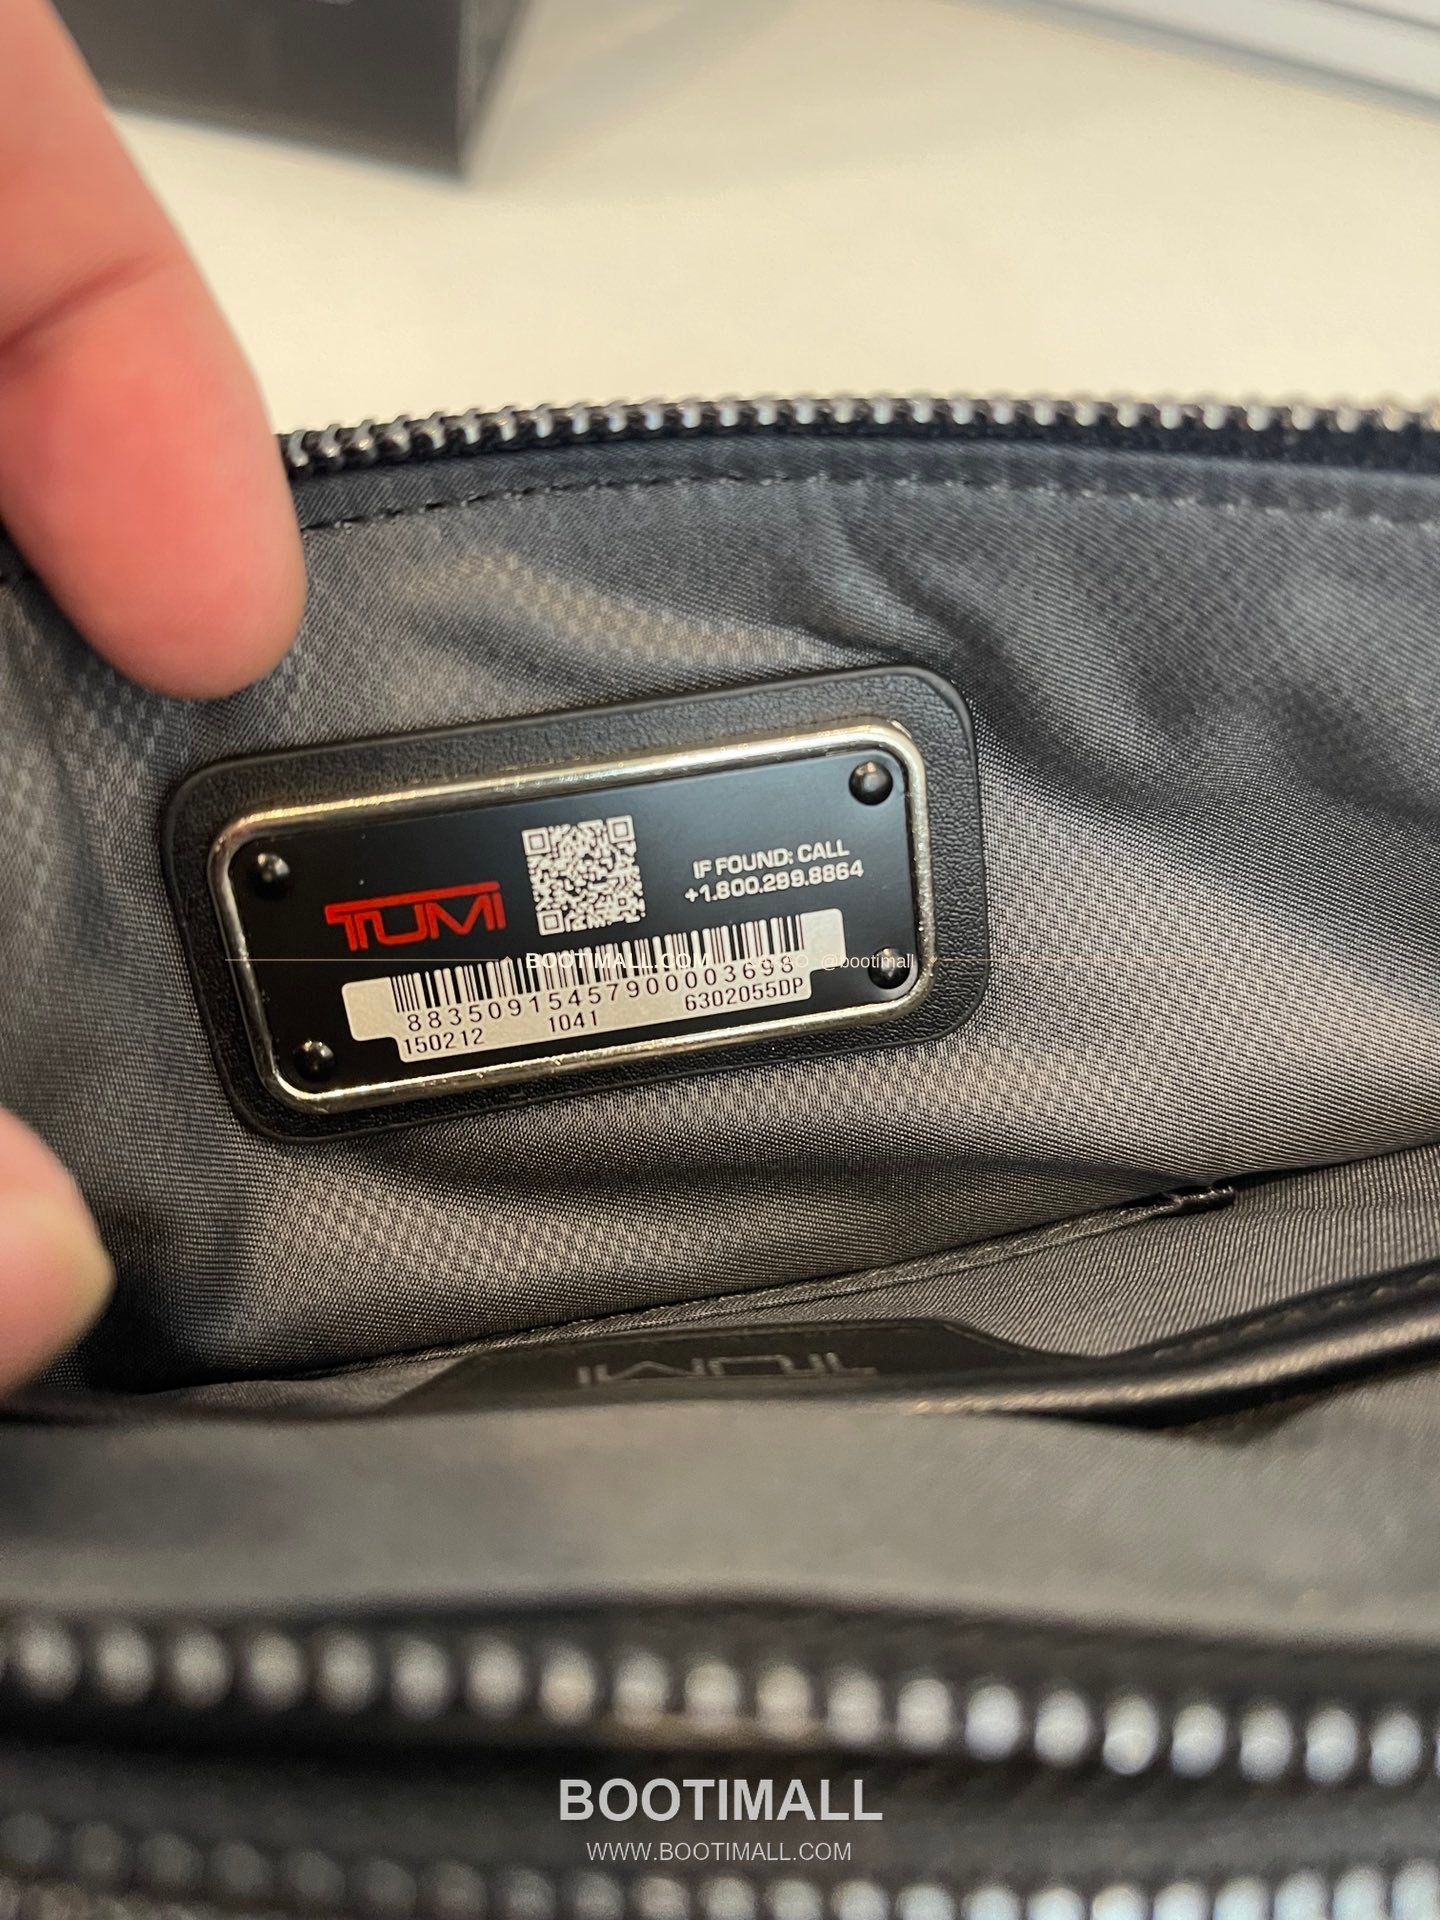 IF FOUND: CALL
+1.800.299.8864
TUMI
BOOTIMALL.COM
@bootimall
88350915457900003698
150212 1041 6302055DP
TUMI
BOOTIMALL
WWW.BOOTIMALL.COM